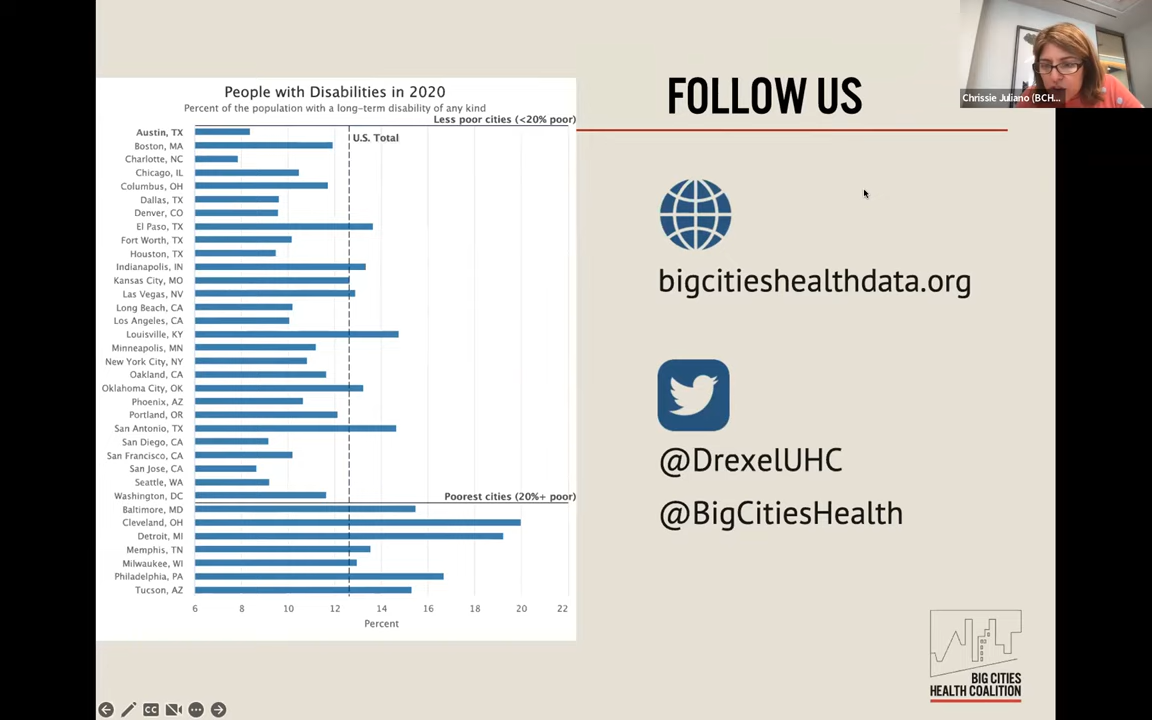 People with Disabilities in 2020
Percent of the population with a long-term disability of any kind
Less poor cities (<20% poor)
U.S. Total
Austin, TX
Boston, MA
Charlotte, NC
Chicago, IL
Columbus, OH
Dallas, TX
Denver, CO
El Paso, TX
Fort Worth, TX
Houston, TX
Indianapolis, IN
Kansas City, MO
Las Vegas, NV
Long Beach, CA
Los Angeles, CA
Louisville, KY
Minneapolis, MN
New York City, NY
Oakland, CA
Oklahoma City, OK
Phoenix, AZ
Portland, OR
San Antonio, TX
San Diego, CA
San Francisco, CA
San Jose, CA
Seattle, WA
Washington, DC
Poorest cities (20%+ poor)
Baltimore, MD
Cleveland, OH
Detroit, MI
Memphis, TN
Milwaukee, WI
Philadelphia, PA
Tucson, AZ
6 8 10 12 14 16 18 20 22
Percent
FOLLOW US
bigcitieshealthdata.org
@DrexelUHC
@BigCitiesHealth
BIG CITIES
HEALTH COALITION
Chrissie Juliano (BCH...
CC